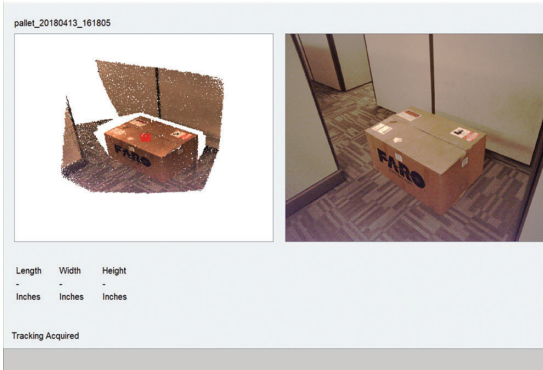 pallet_20180413_161805
FARO
FARO
Length Width Height
- - -
Inches Inches Inches
Tracking Acquired